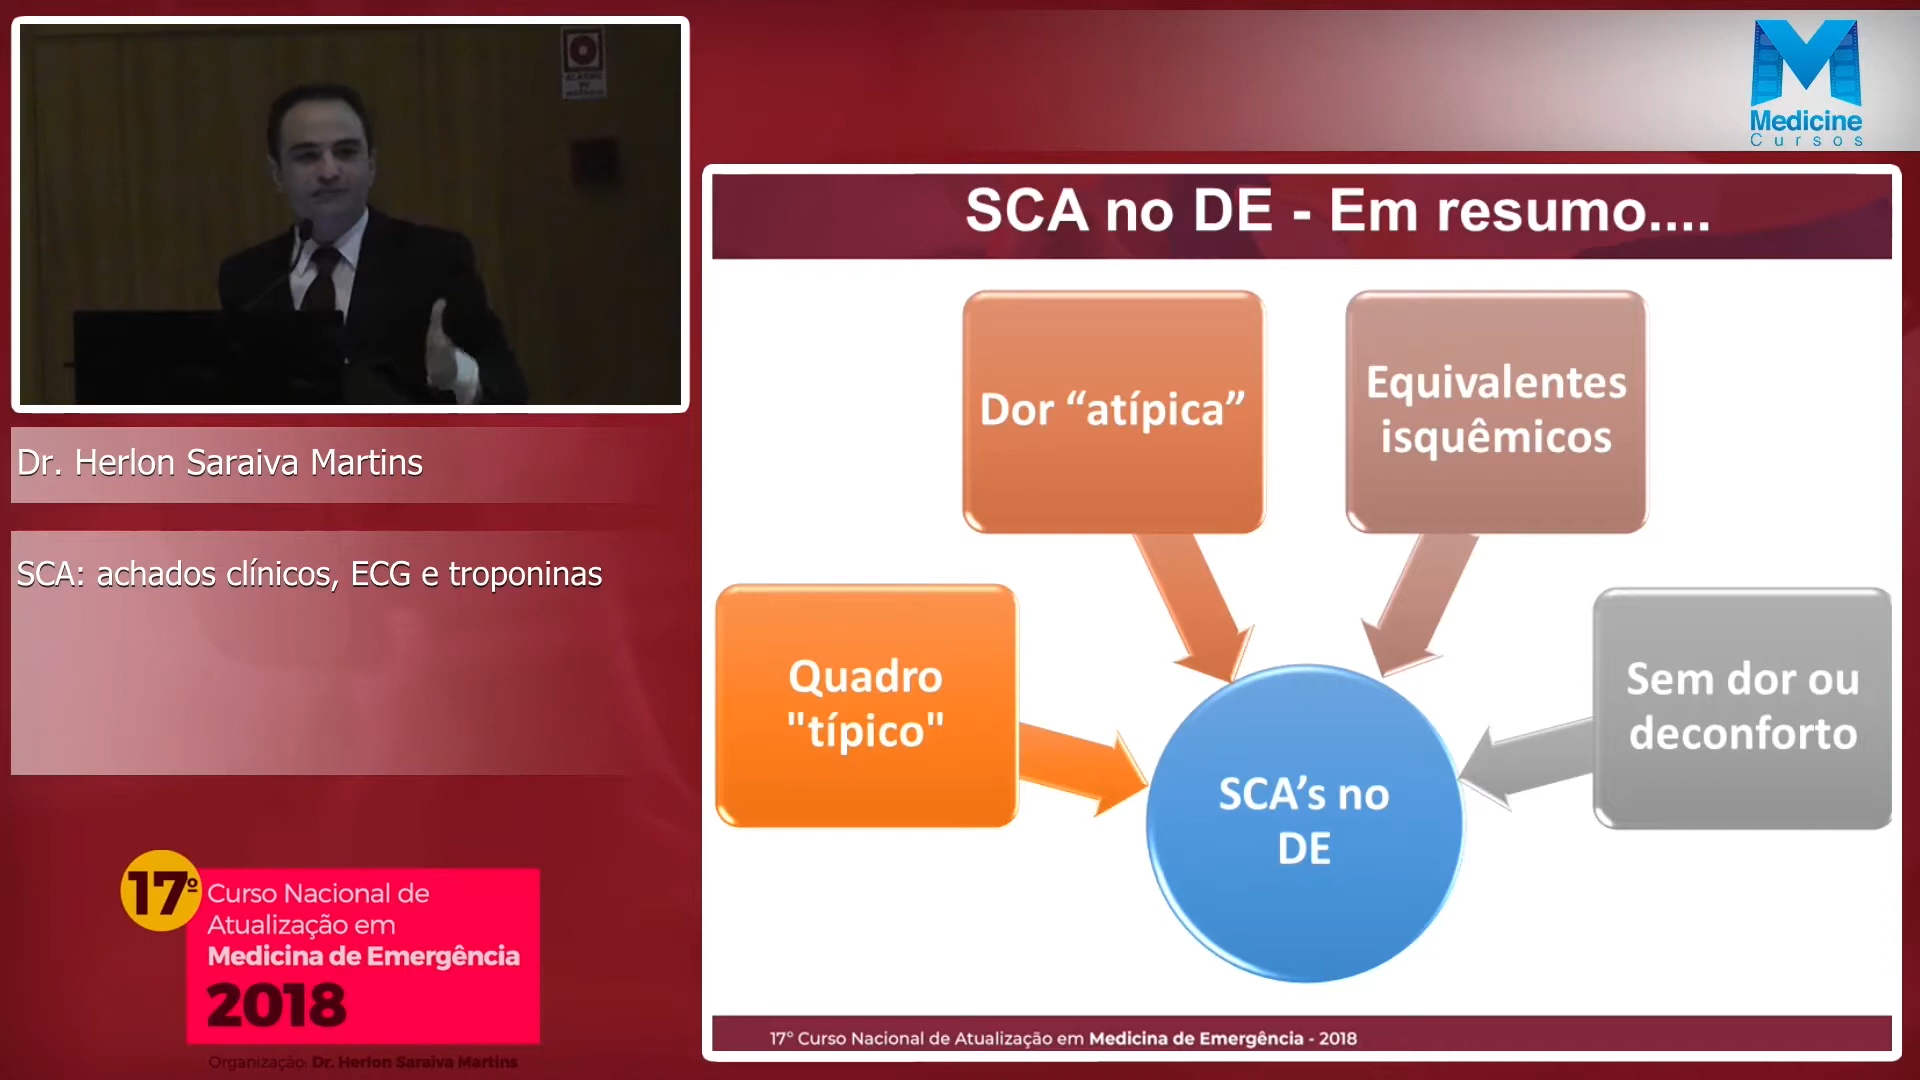 ALARME
Medicine
Cursos
Dr. Herlon Saraiva Martins
SCA: achados clínicos, ECG e troponinas
17º
Curso Nacional de
Atualização em
Medicina de Emergência
2018
Organização: Dr. Herlon Saraiva Martins
SCA no DE - Em resumo....
Dor “atípica”
Equivalentes
isquêmicos
Quadro
"típico"
Sem dor ou
deconforto
SCA’s no
DE
17º Curso Nacional de Atualização em Medicina de Emergência - 2018